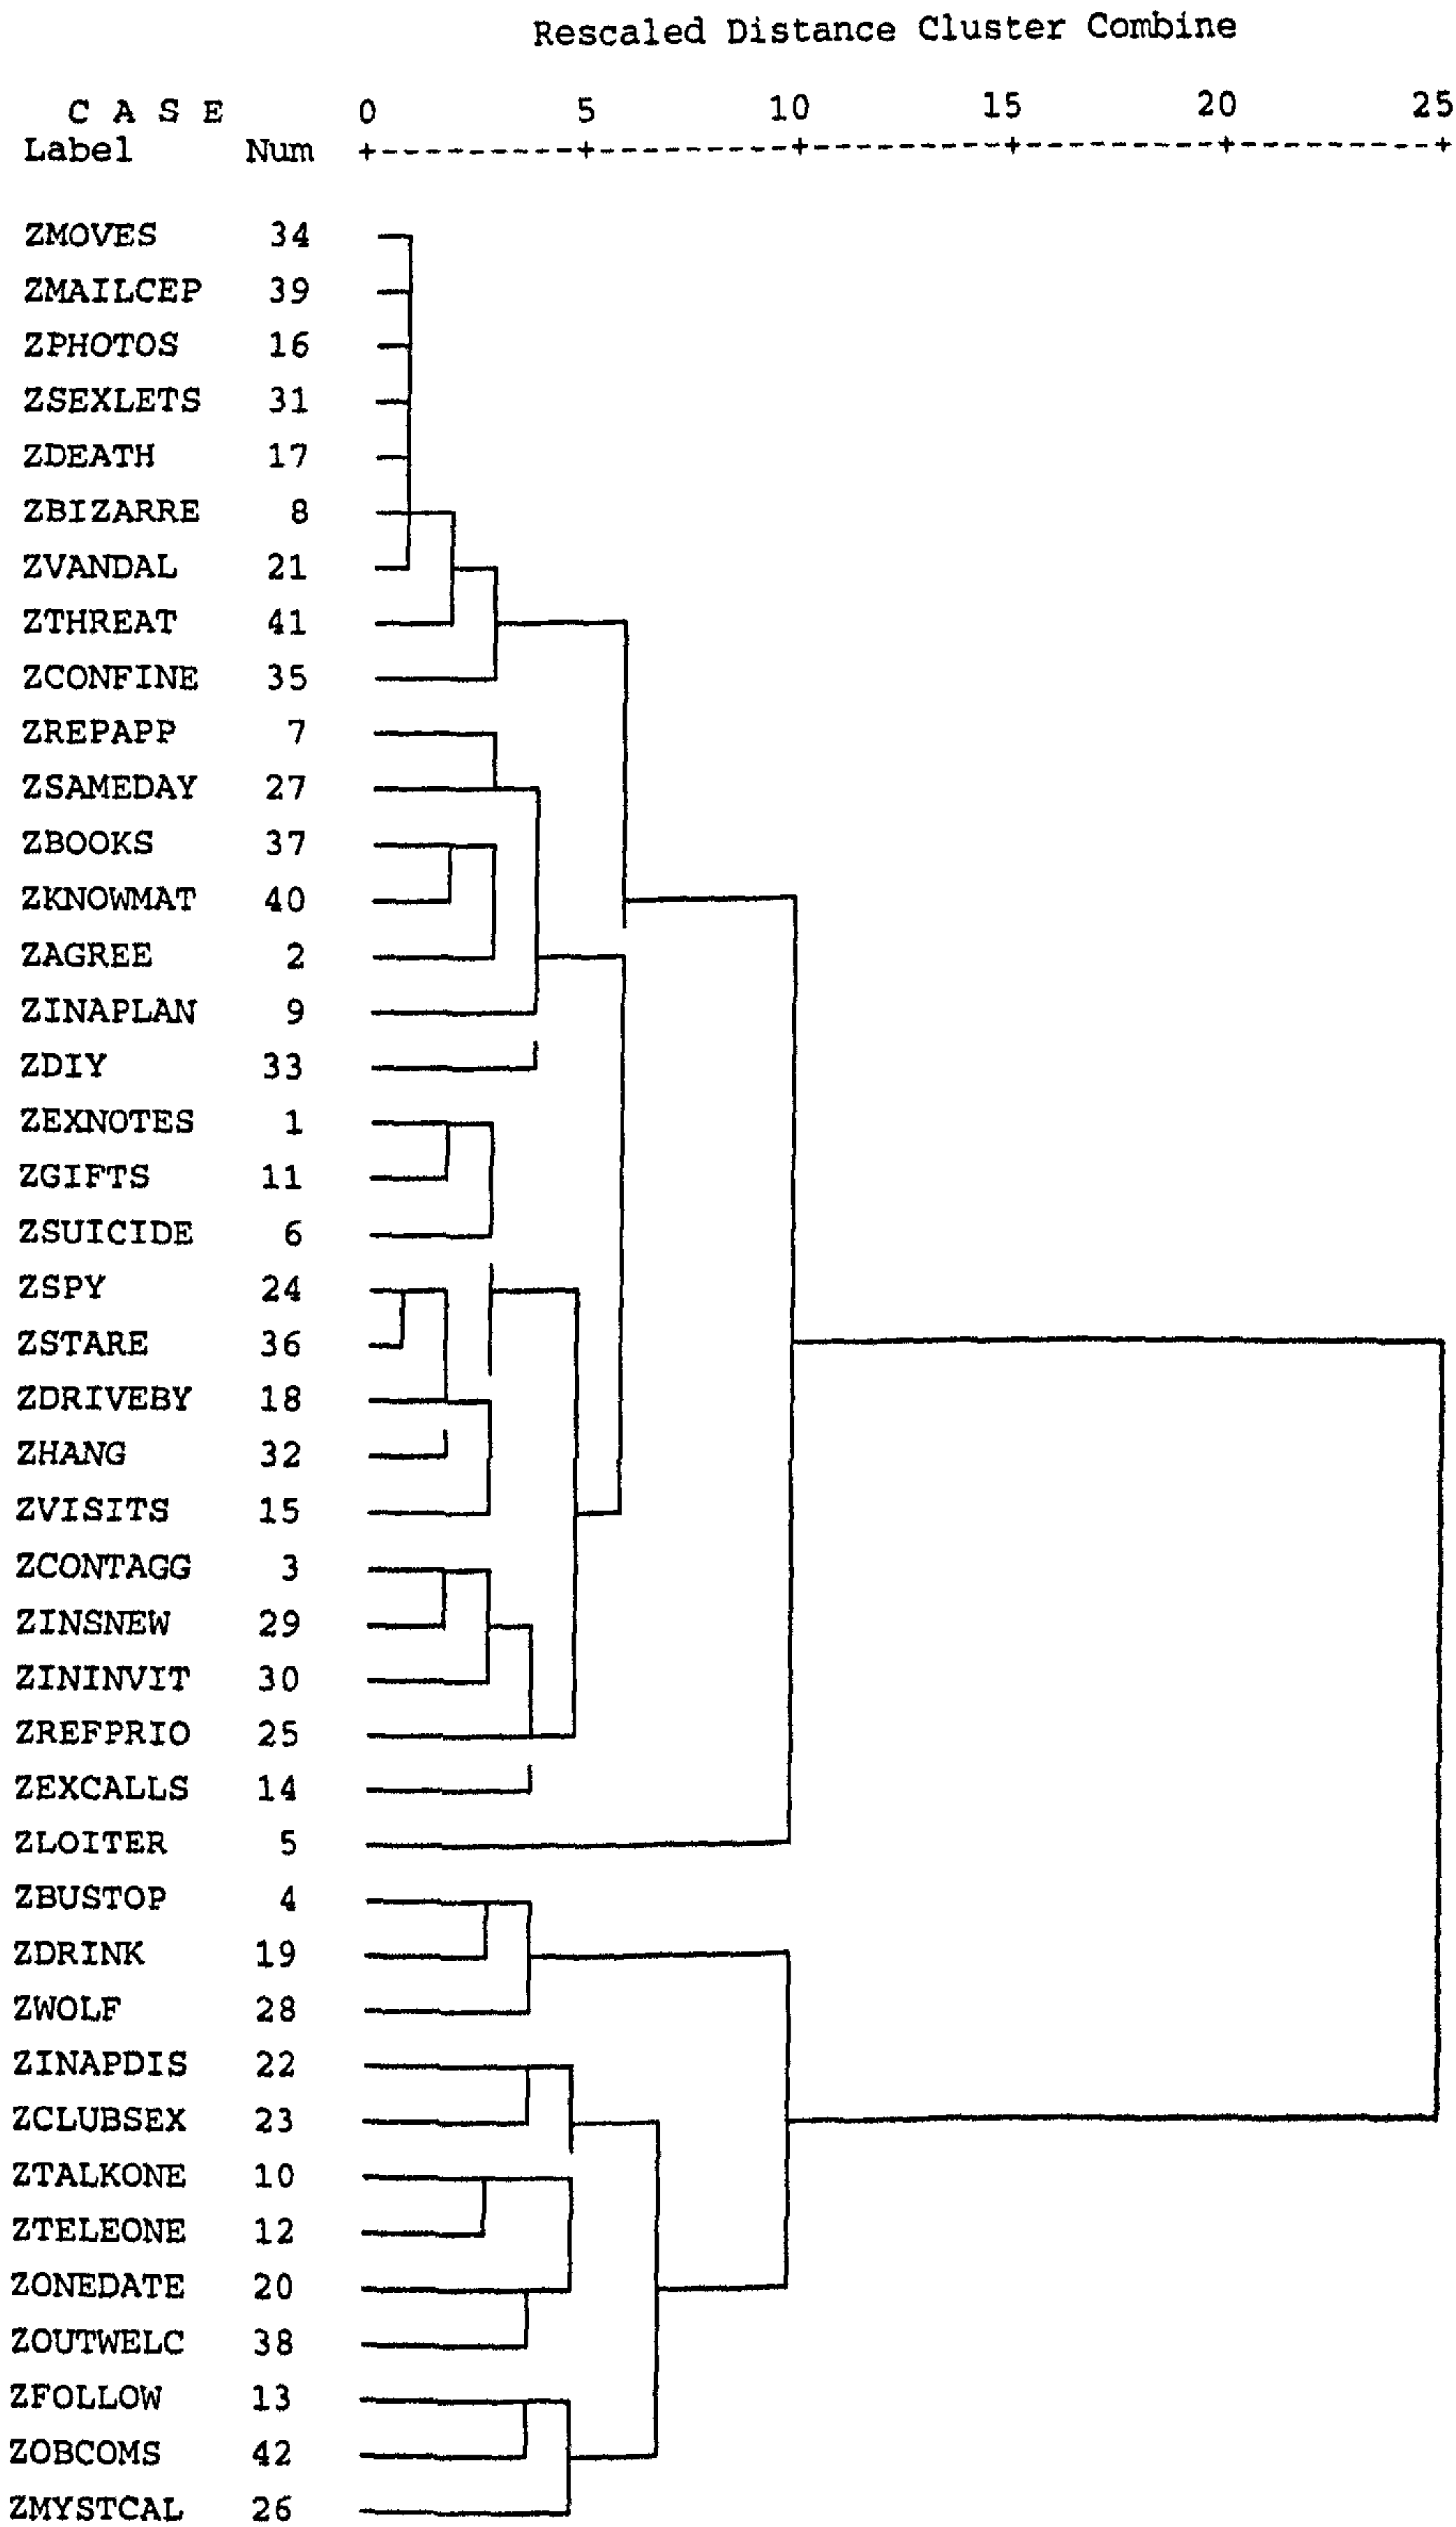 Rescaled Distance Cluster Combine
C A S E 0 5 10 15 20 25
Label Num +---------+---------+---------+---------+---------+
ZMOVES 34
ZMAILCEP 39
ZPHOTOS 16
ZSEXLETS 31
ZDEATH 17
ZBIZARRE 8
ZVANDAL 21
ZTHREAT 41
ZCONFINE 35
ZREPAPP 7
ZSAMEDAY 27
ZBOOKS 37
ZKNOWMAT 40
ZAGREE 2
ZINAPLAN 9
ZDIY 33
ZEXNOTES 1
ZGIFTS 11
ZSUICIDE 6
ZSPY 24
ZSTARE 36
ZDRIVEBY 18
ZHANG 32
ZVISITS 15
ZCONTAGG 3
ZINSNEW 29
ZININVIT 30
ZREFPRIO 25
ZEXCALLS 14
ZLOITER 5
ZBUSTOP 4
ZDRINK 19
ZWOLF 28
ZINAPDIS 22
ZCLUBSEX 23
ZTALKONE 10
ZTELEONE 12
ZONEDATE 20
ZOUTWELC 38
ZFOLLOW 13
ZOBCOMS 42
ZMYSTCAL 26